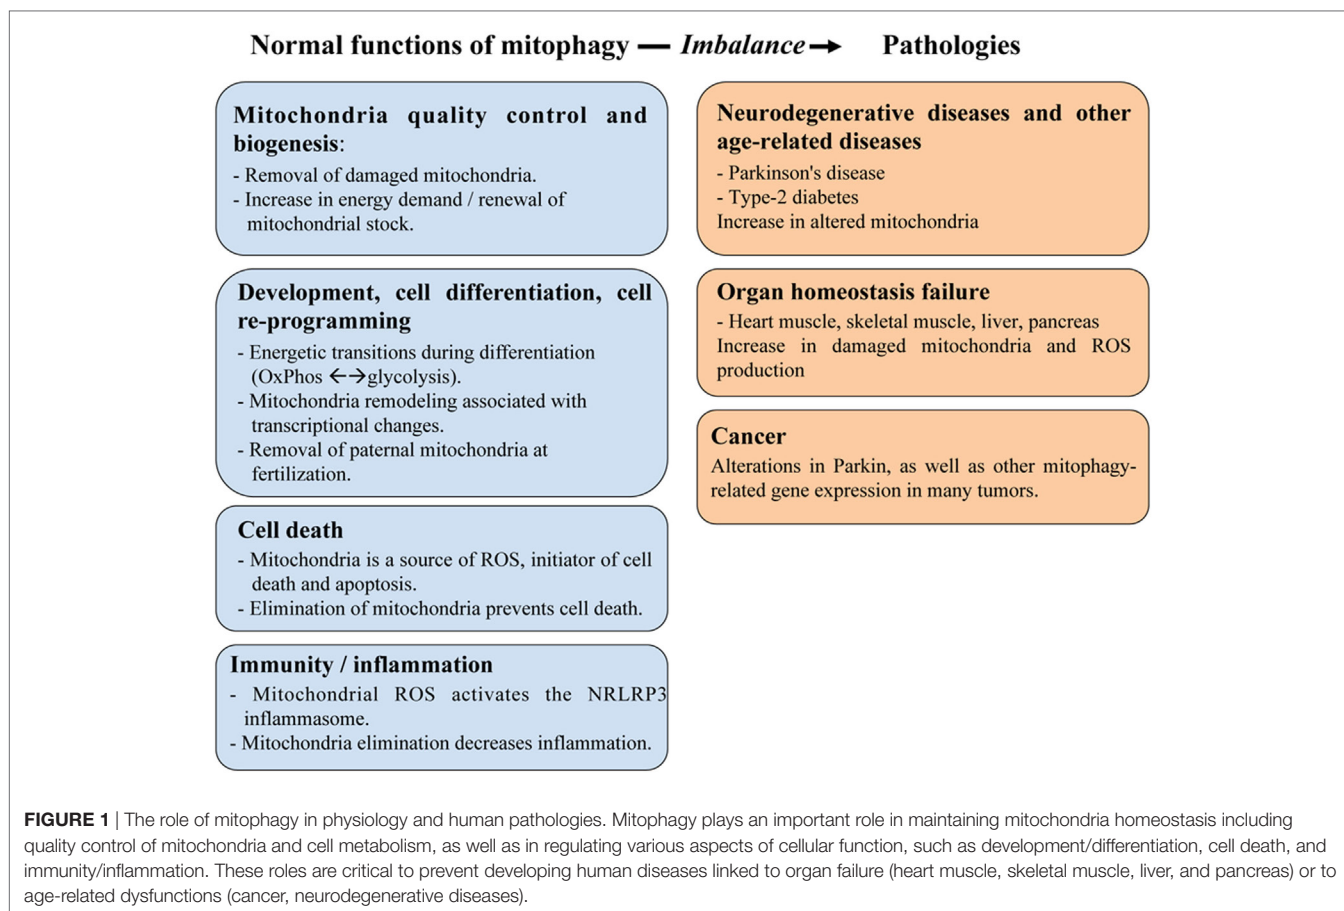 Normal functions of mitophagy — Imbalance → Pathologies
Mitochondria quality control and
biogenesis:
- Removal of damaged mitochondria.
- Increase in energy demand / renewal of
mitochondrial stock.
Development, cell differentiation, cell
re-programming
- Energetic transitions during differentiation
(OxPhos ←→glycolysis).
- Mitochondria remodeling associated with
transcriptional changes.
- Removal of paternal mitochondria at
fertilization.
Cell death
- Mitochondria is a source of ROS, initiator of cell
death and apoptosis.
- Elimination of mitochondria prevents cell death.
Immunity / inflammation
- Mitochondrial ROS activates the NRLRP3
inflammasome.
- Mitochondria elimination decreases inflammation.
Neurodegenerative diseases and other
age-related diseases
- Parkinson's disease
- Type-2 diabetes
Increase in altered mitochondria
Organ homeostasis failure
- Heart muscle, skeletal muscle, liver, pancreas
Increase in damaged mitochondria and ROS
production
Cancer
Alterations in Parkin, as well as other mitophagy-
related gene expression in many tumors.
FIGURE 1 | The role of mitophagy in physiology and human pathologies. Mitophagy plays an important role in maintaining mitochondria homeostasis including
quality control of mitochondria and cell metabolism, as well as in regulating various aspects of cellular function, such as development/differentiation, cell death, and
immunity/inflammation. These roles are critical to prevent developing human diseases linked to organ failure (heart muscle, skeletal muscle, liver, and pancreas) or to
age-related dysfunctions (cancer, neurodegenerative diseases).